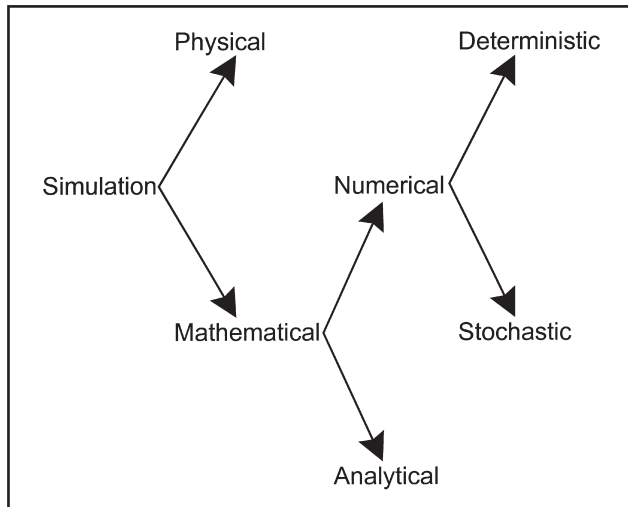 Physical
Deterministic
Simulation
Numerical
Mathematical
Stochastic
Analytical